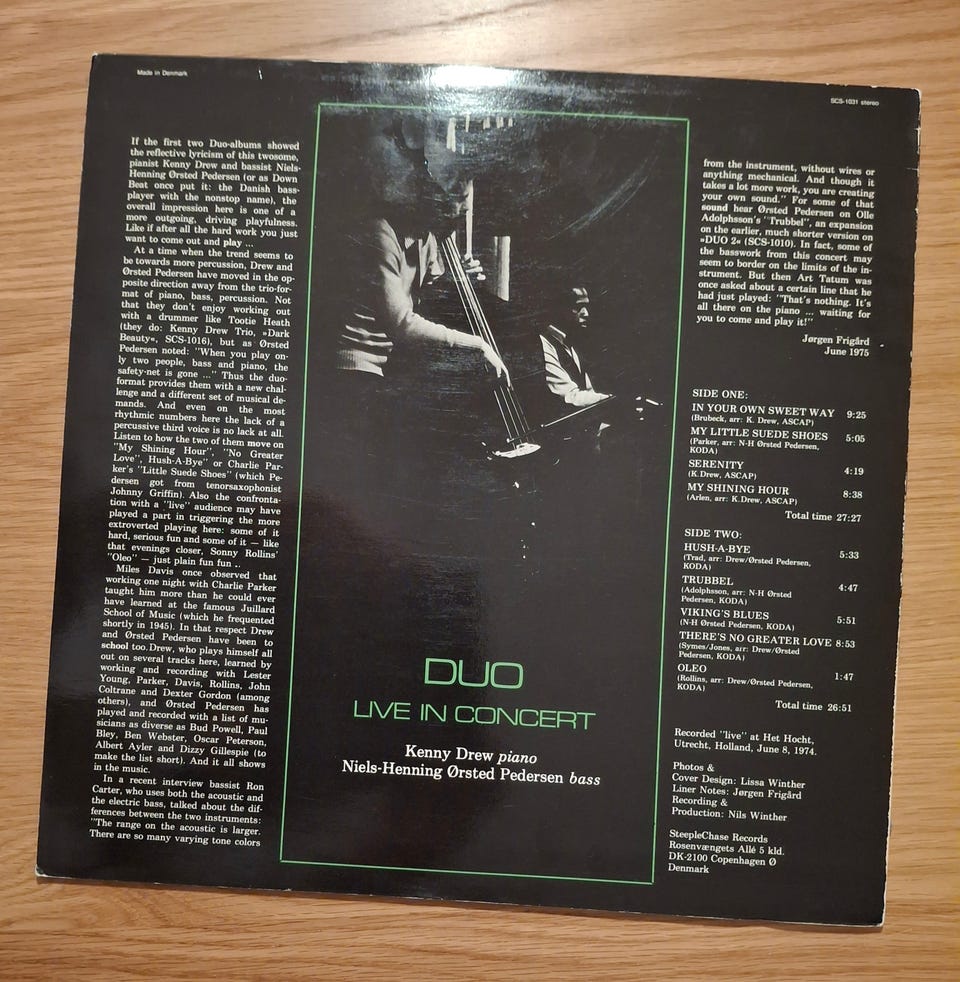 Made in Denmark
SCS-1031 stereo
If the first two Duo-albums showed
the reflective lyricism of this twosome,
pianist Kenny Drew and bassist Niels-
Henning Ørsted Pedersen (or as Down
Beat once put it: the Danish bass-
player with the nonstop name), the
overall impression here is one of a
more outgoing, driving playfulness.
Like if after all the hard work you just
want to come out and play ...
At a time when the trend seems to
be towards more percussion, Drew and
Ørsted Pedersen have moved in the op-
posite direction away from the trio-for-
mat of piano, bass, percussion. Not
that they don't enjoy working out
with a drummer like Tootie Heath
(they do: Kenny Drew Trio, »Dark
Beauty«, SCS-1016), but as Ørsted
Pedersen noted: "When you play on-
ly two people, bass and piano, the
safety-net is gone ..." Thus the duo-
format provides them with a new chal-
lenge and a different set of musical de-
mands. And even on the most
rhythmic numbers here the lack of a
percussive third voice is no lack at all.
Listen to how the two of them move on
"My Shining Hour", "No Greater
Love", Hush-A-Bye" or Charlie Par-
ker's "Little Suede Shoes" (which Pe-
dersen got from tenorsaxophonist
Johnny Griffin). Also the confronta-
tion with a "live" audience may have
played a part in triggering the more
extroverted playing here: some of it
hard, serious fun and some of it — like
that evenings closer, Sonny Rollins'
"Oleo" — just plain fun fun ..
Miles Davis once observed that
working one night with Charlie Parker
taught him more than he could ever
have learned at the famous Juillard
School of Music (which he frequented
shortly in 1945). In that respect Drew
and Ørsted Pedersen have been to
school too. Drew, who plays himself all
out on several tracks here, learned by
working and recording with Lester
Young, Parker, Davis, Rollins, John
Coltrane and Dexter Gordon (among
others), and Ørsted Pedersen has
played and recorded with a list of mu-
sicians as diverse as Bud Powell, Paul
Bley, Ben Webster, Oscar Peterson,
Albert Ayler and Dizzy Gillespie (to
make the list short). And it all shows
in the music.
In a recent interview bassist Ron
Carter, who uses both the acoustic and
the electric bass, talked about the dif-
ferences between the two instruments:
"The range on the acoustic is larger.
There are so many varying tone colors
DUO
LIVE IN CONCERT
Kenny Drew piano
Niels-Henning Ørsted Pedersen bass
from the instrument, without wires or
anything mechanical. And though it
takes a lot more work, you are creating
your own sound." For some of that
sound hear Ørsted Pedersen on Olle
Adolphsson's "Trubbel", an expansion
on the earlier, much shorter version on
»DUO 2« (SCS-1010). In fact, some of
the basswork from this concert may
seem to border on the limits of the in-
strument. But then Art Tatum was
once asked about a certain line that he
had just played: "That's nothing. It's
all there on the piano ... waiting for
you to come and play it!"
Jørgen Frigård
June 1975
SIDE ONE:
IN YOUR OWN SWEET WAY 9:25
(Brubeck, arr: K. Drew, ASCAP)
MY LITTLE SUEDE SHOES 5:05
(Parker, arr: N-H Ørsted Pedersen,
KODA)
SERENITY 4:19
(K. Drew, ASCAP)
MY SHINING HOUR 8:38
(Arlen, arr: K. Drew, ASCAP)
Total time 27:27
SIDE TWO:
HUSH-A-BYE 5:33
(Trad, arr: Drew/Ørsted Pedersen,
KODA)
TRUBBEL 4:47
(Adolphsson, arr: N-H Ørsted
Pedersen, KODA)
VIKING'S BLUES 5:51
(N-H Ørsted Pedersen, KODA)
THERE'S NO GREATER LOVE 8:53
(Symes/Jones, arr: Drew/Ørsted
Pedersen, KODA)
OLEO 1:47
(Rollins, arr: Drew/Ørsted Pedersen,
KODA)
Total time 26:51
Recorded "live" at Het Hocht,
Utrecht, Holland, June 8, 1974.
Photos &
Cover Design: Lissa Winther
Liner Notes: Jørgen Frigård
Recording &
Production: Nils Winther
SteepleChase Records
Rosenvængets Allé 5 kld.
DK-2100 Copenhagen Ø
Denmark